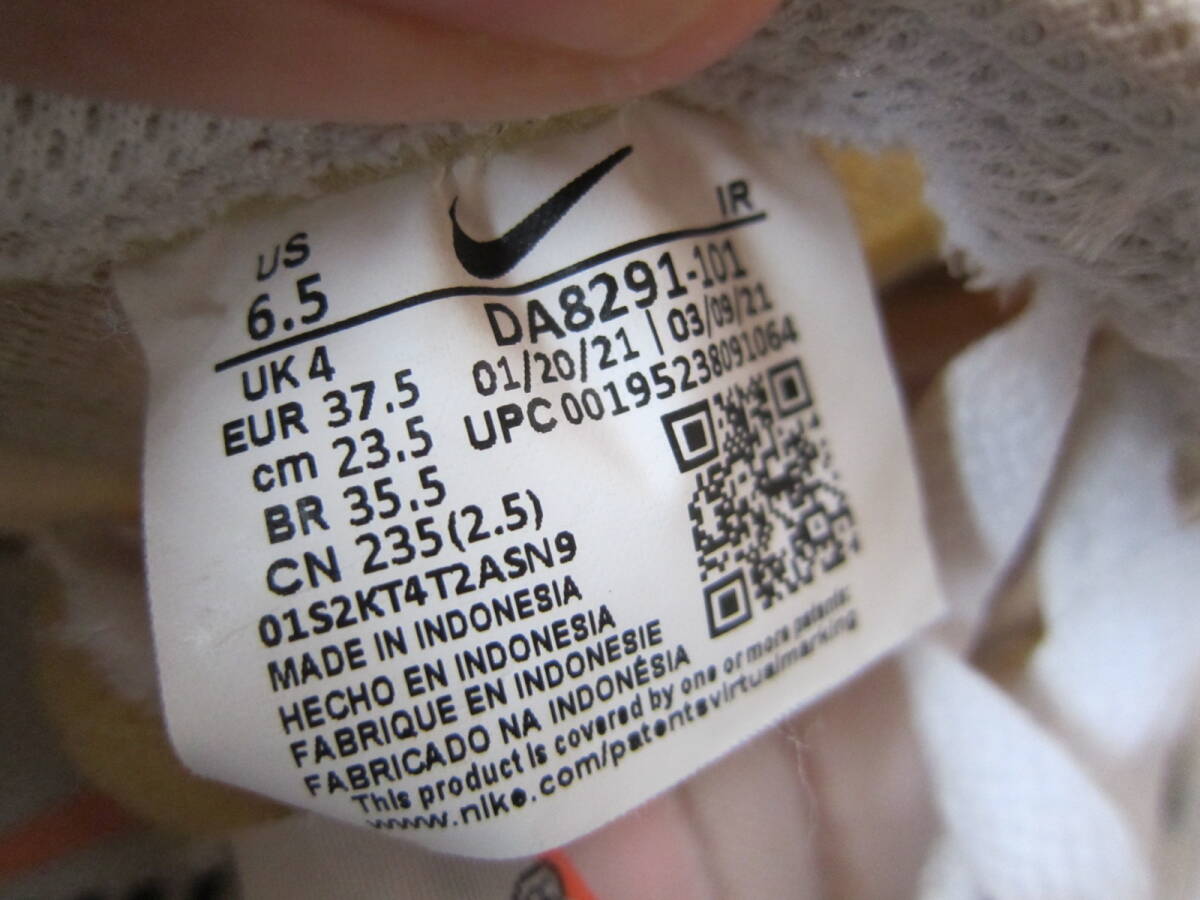 US
6.5
IR
UK 4
EUR 37.5
cm 23.5
BR 35.5
CN 235(2.5)
DA8291-101
01/20/21 | 03/09/21
UPC 00195238091064
01S2KT4T2ASN9
MADE IN INDONESIA
HECHO EN INDONESIA
FABRIQUE EN INDONESIE
FABRICADO NA INDONÉSIA
This product is covered by one or more patents:
www.nike.com/patentsvirtualmarking